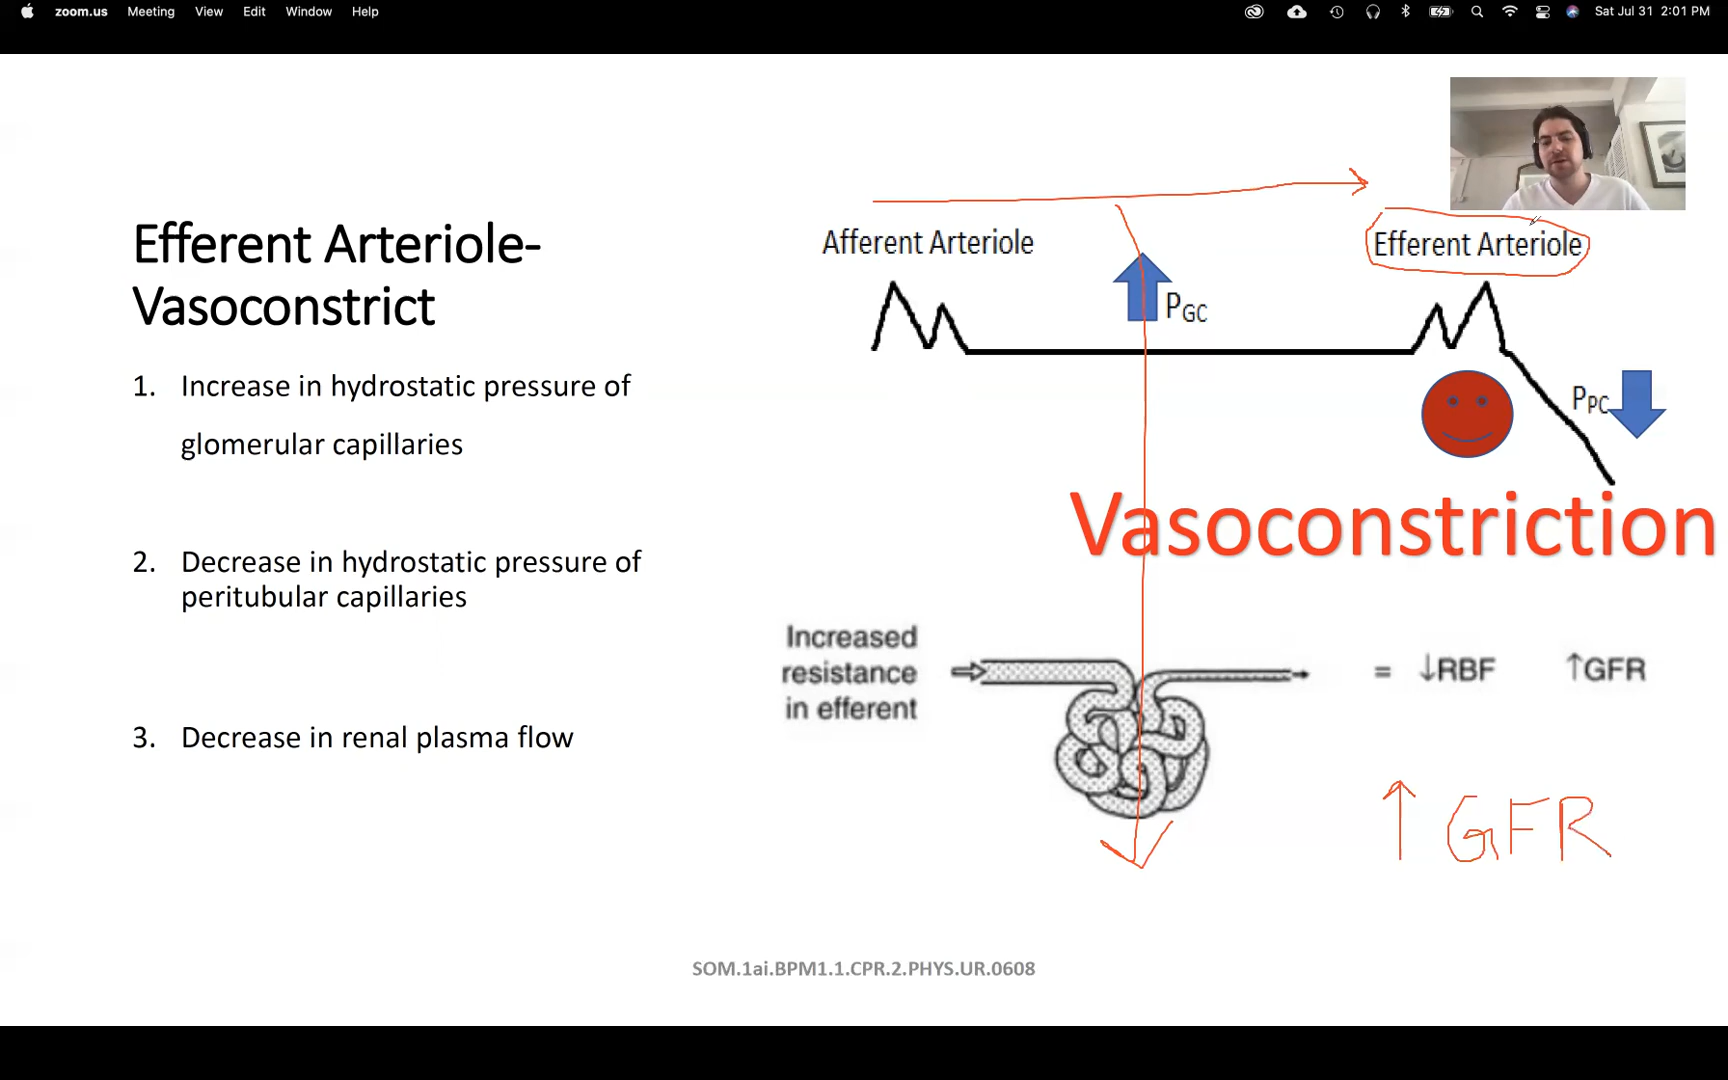 zoom.us Meeting View Edit Window Help Sat Jul 31 2:01 PM
Efferent Arteriole-
Vasoconstrict
1. Increase in hydrostatic pressure of
glomerular capillaries
2. Decrease in hydrostatic pressure of
peritubular capillaries
3. Decrease in renal plasma flow
Afferent Arteriole
Efferent Arteriole
PGC
PPC
Vasoconstriction
Increased
resistance
in efferent
= ↓RBF ↑GFR
↑ GFR
SOM.1ai.BPM1.1.CPR.2.PHYS.UR.0608